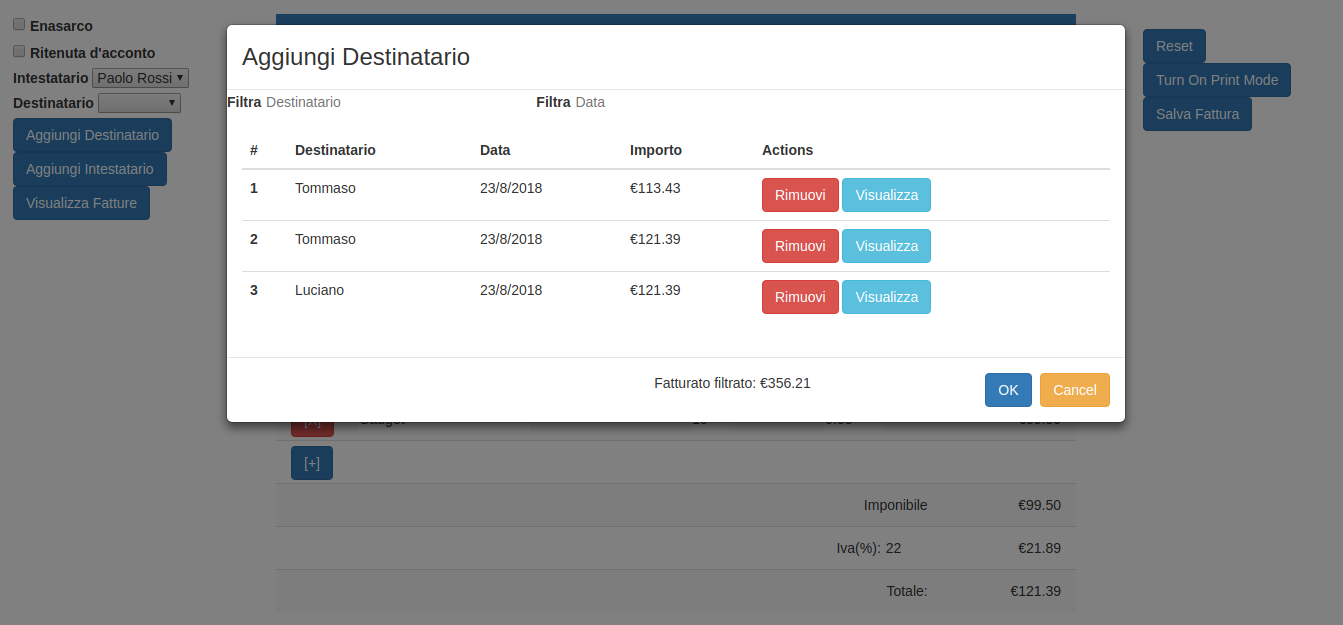 Enasarco
Ritenuta d'acconto
Intestatario Paolo Rossi
Destinatario
Aggiungi Destinatario
Aggiungi Intestatario
Visualizza Fatture
Aggiungi Destinatario
Filtra Destinatario Filtra Data
# Destinatario Data Importo Actions
1 Tommaso 23/8/2018 €113.43 Rimuovi Visualizza
2 Tommaso 23/8/2018 €121.39 Rimuovi Visualizza
3 Luciano 23/8/2018 €121.39 Rimuovi Visualizza
Fatturato filtrato: €356.21 OK Cancel
[+]
Imponibile €99.50
Iva(%): 22 €21.89
Totale: €121.39
Reset
Turn On Print Mode
Salva Fattura